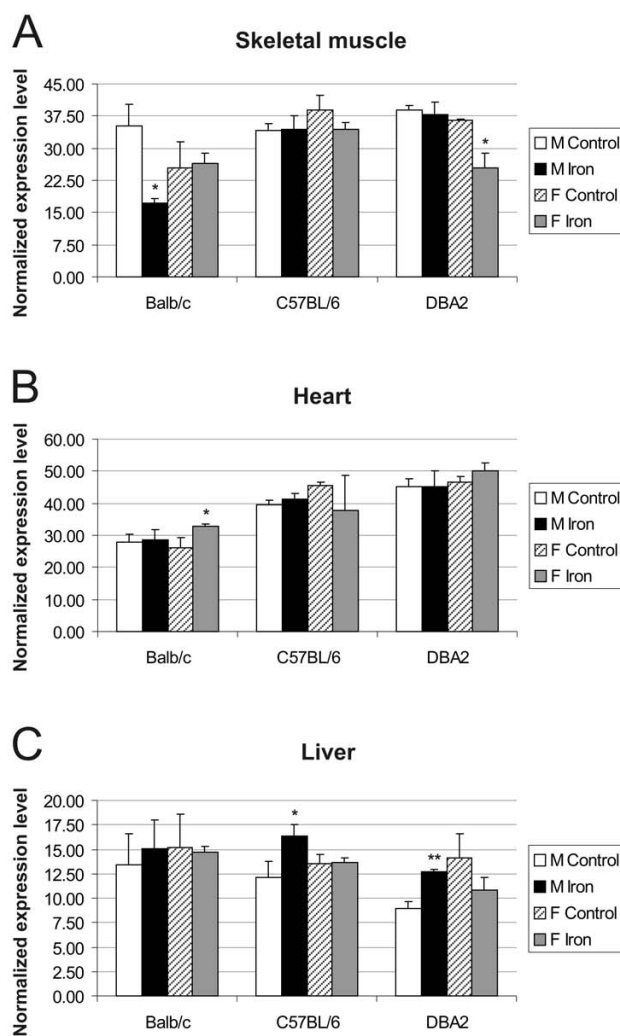 A
Skeletal muscle
Normalized expression level
45.00
37.50
30.00
22.50
15.00
7.50
0.00
*
*
Balb/c
C57BL/6
DBA2
M Control
M Iron
F Control
F Iron
B
Heart
Normalized expression level
60.00
50.00
40.00
30.00
20.00
10.00
0.00
*
Balb/c
C57BL/6
DBA2
M Control
M Iron
F Control
F Iron
C
Liver
Normalized expression level
20.00
17.50
15.00
12.50
10.00
7.50
5.00
2.50
0.00
*
**
Balb/c
C57BL/6
DBA2
M Control
M Iron
F Control
F Iron